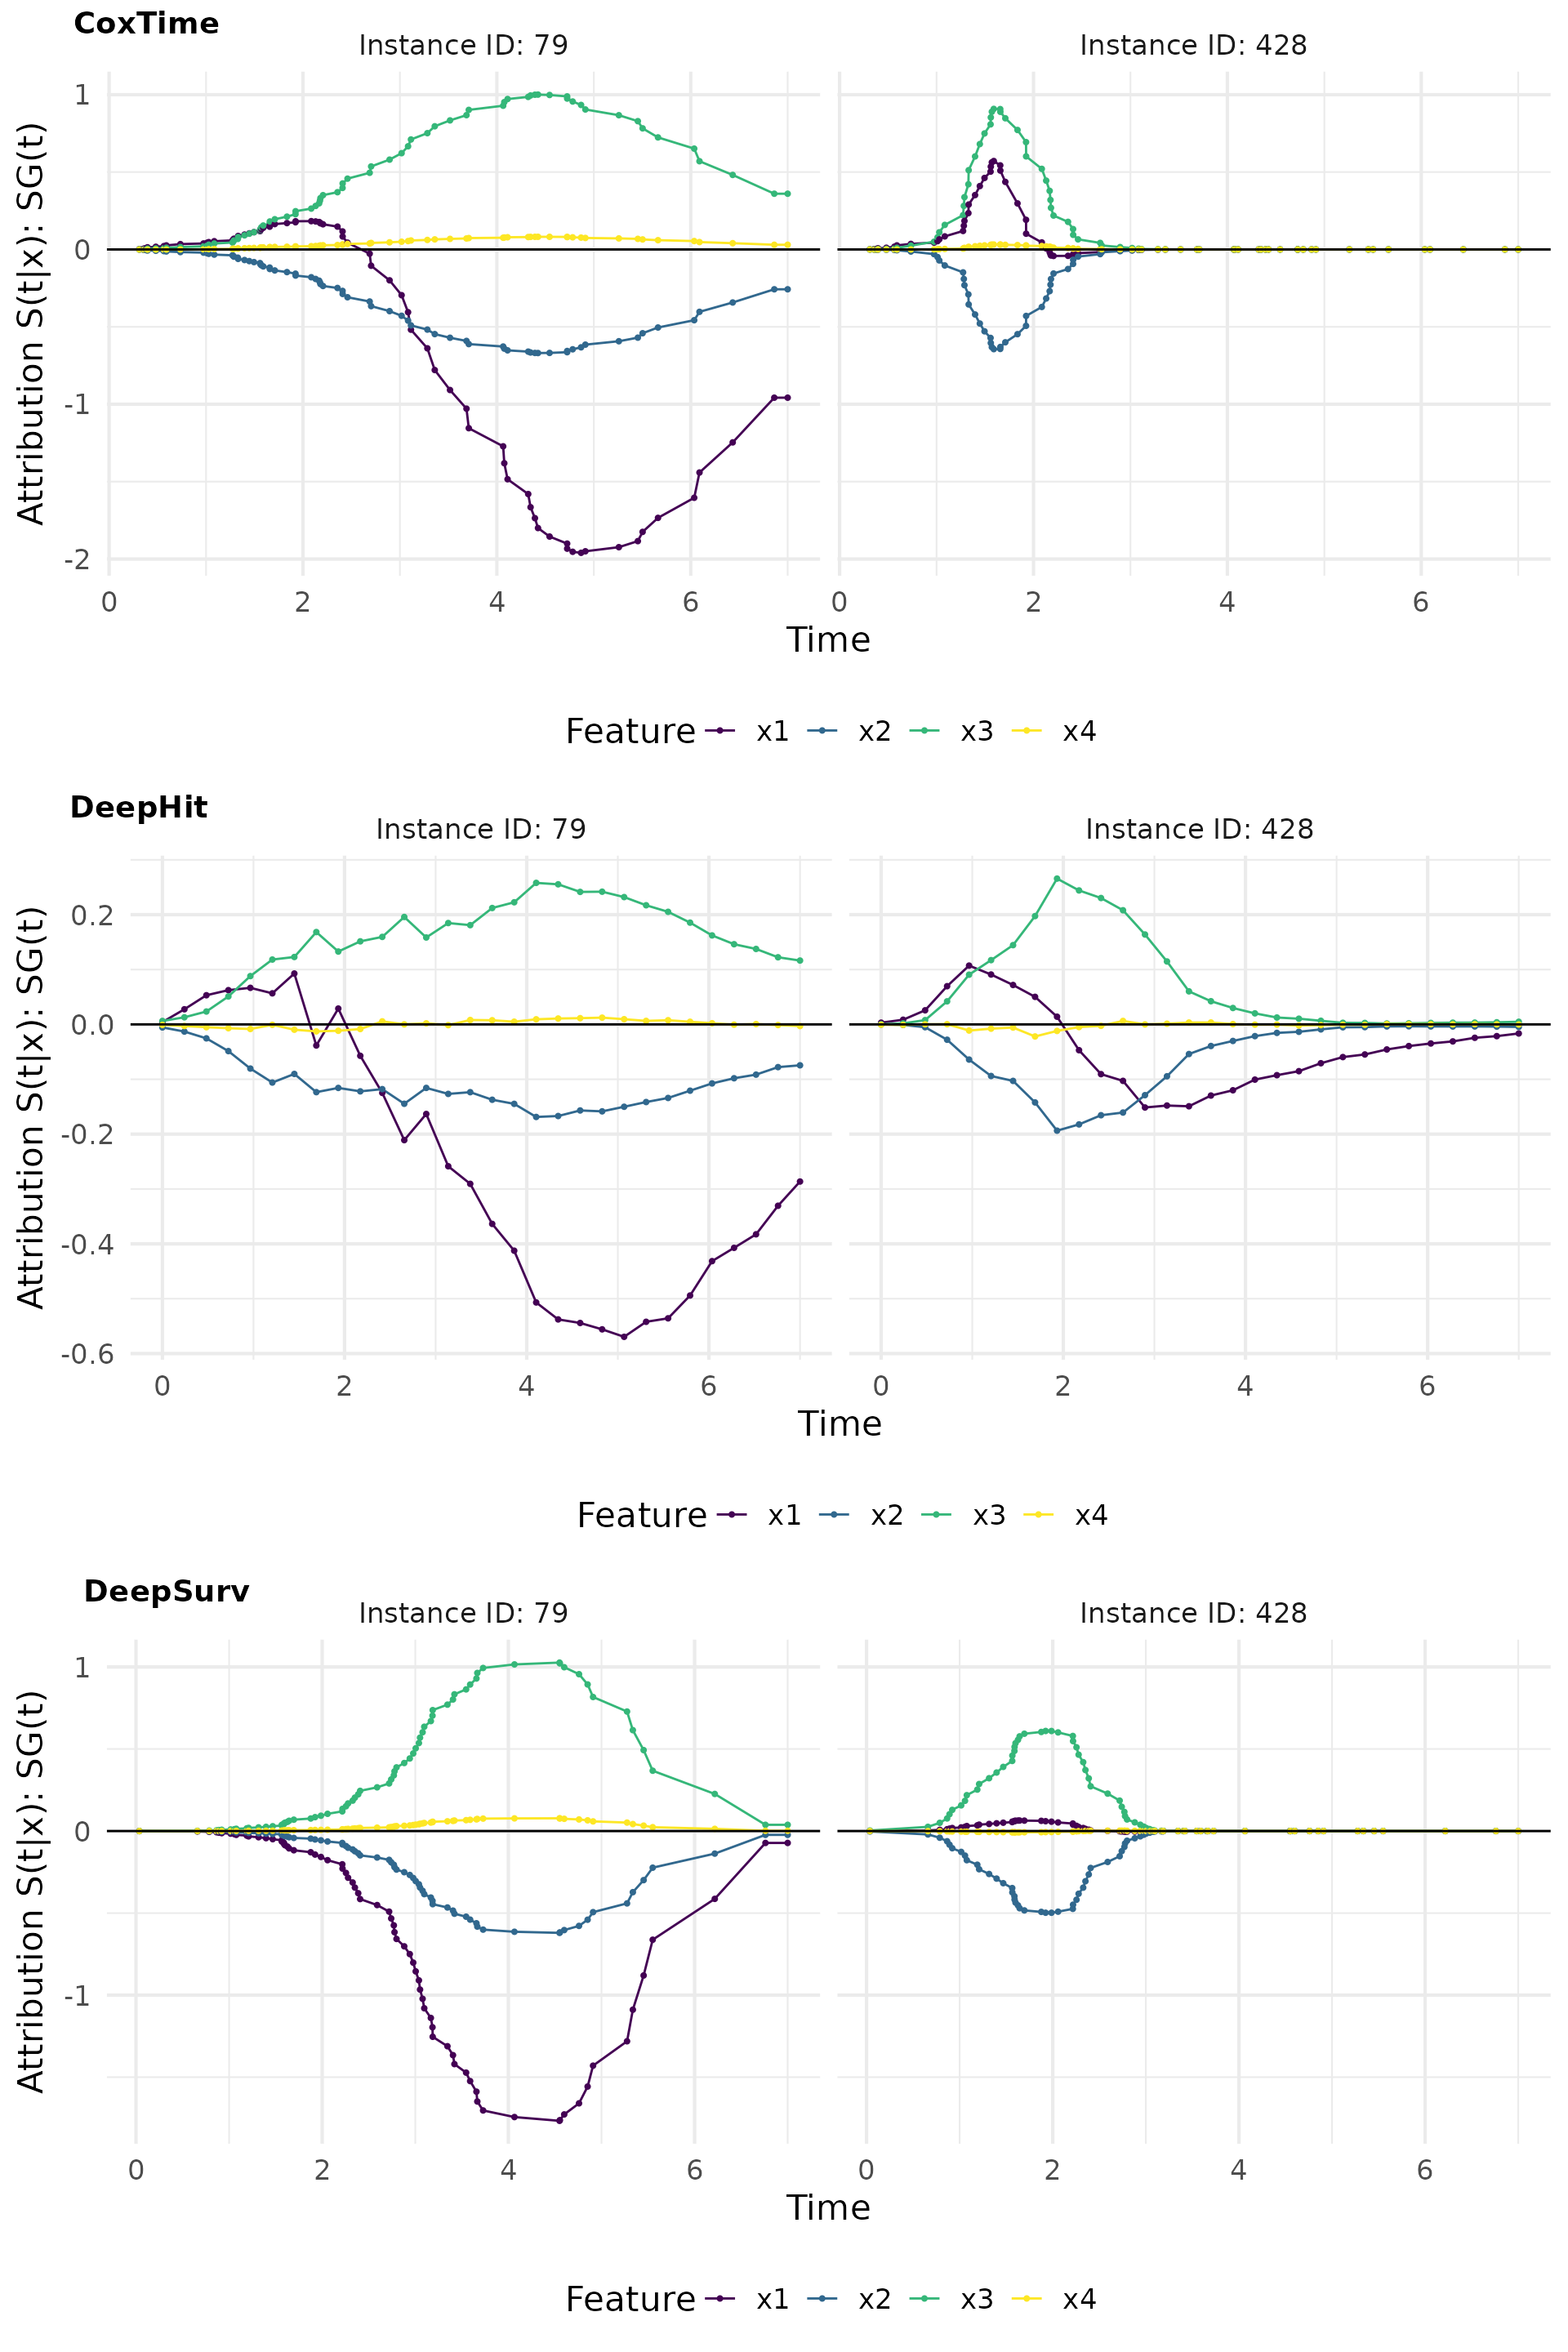 CoxTime
Instance ID: 79 Instance ID: 428
Attribution S(t|x): SG(t)
1
0
-1
-2
0 2 4 6 0 2 4 6
Time
Feature x1 x2 x3 x4
DeepHit
Instance ID: 79 Instance ID: 428
Attribution S(t|x): SG(t)
0.2
0.0
-0.2
-0.4
-0.6
0 2 4 6 0 2 4 6
Time
Feature x1 x2 x3 x4
DeepSurv
Instance ID: 79 Instance ID: 428
Attribution S(t|x): SG(t)
1
0
-1
0 2 4 6 0 2 4 6
Time
Feature x1 x2 x3 x4